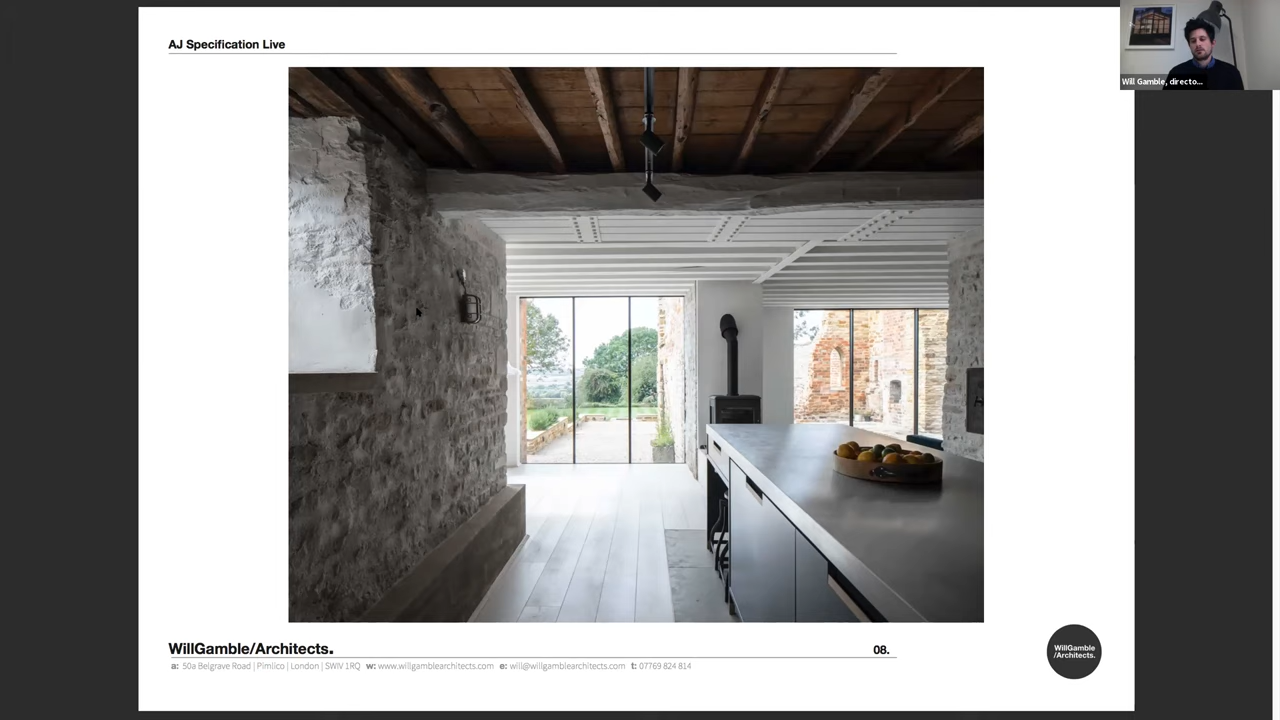 AJ Specification Live
Will Gamble, directo...
WillGamble/Architects.
08.
a: 50a Belgrave Road | Pimlico | London | SW1V 1RQ w: www.willgamblearchitects.com e: will@willgamblearchitects.com t: 07769 824 814
WillGamble
/Architects.